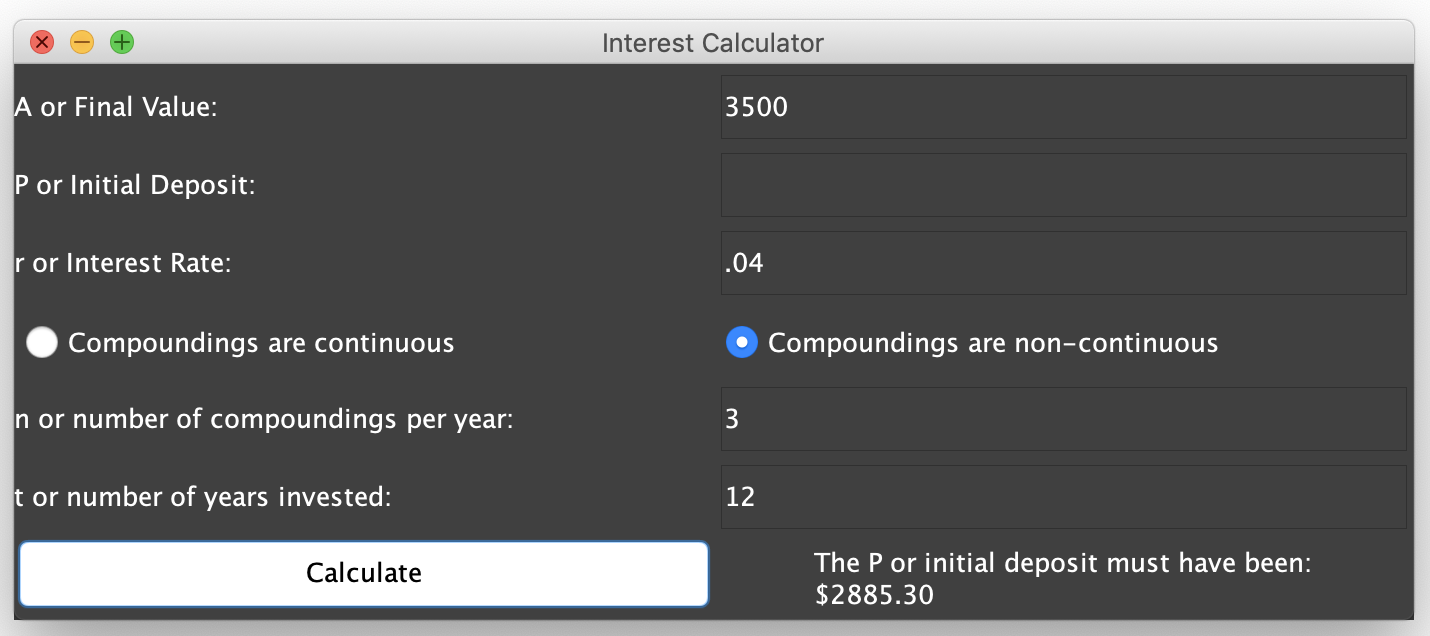 Interest Calculator
A or Final Value:
3500
P or Initial Deposit:
r or Interest Rate:
.04
Compoundings are continuous
Compoundings are non-continuous
n or number of compoundings per year:
3
t or number of years invested:
12
Calculate
The P or initial deposit must have been:
$2885.30